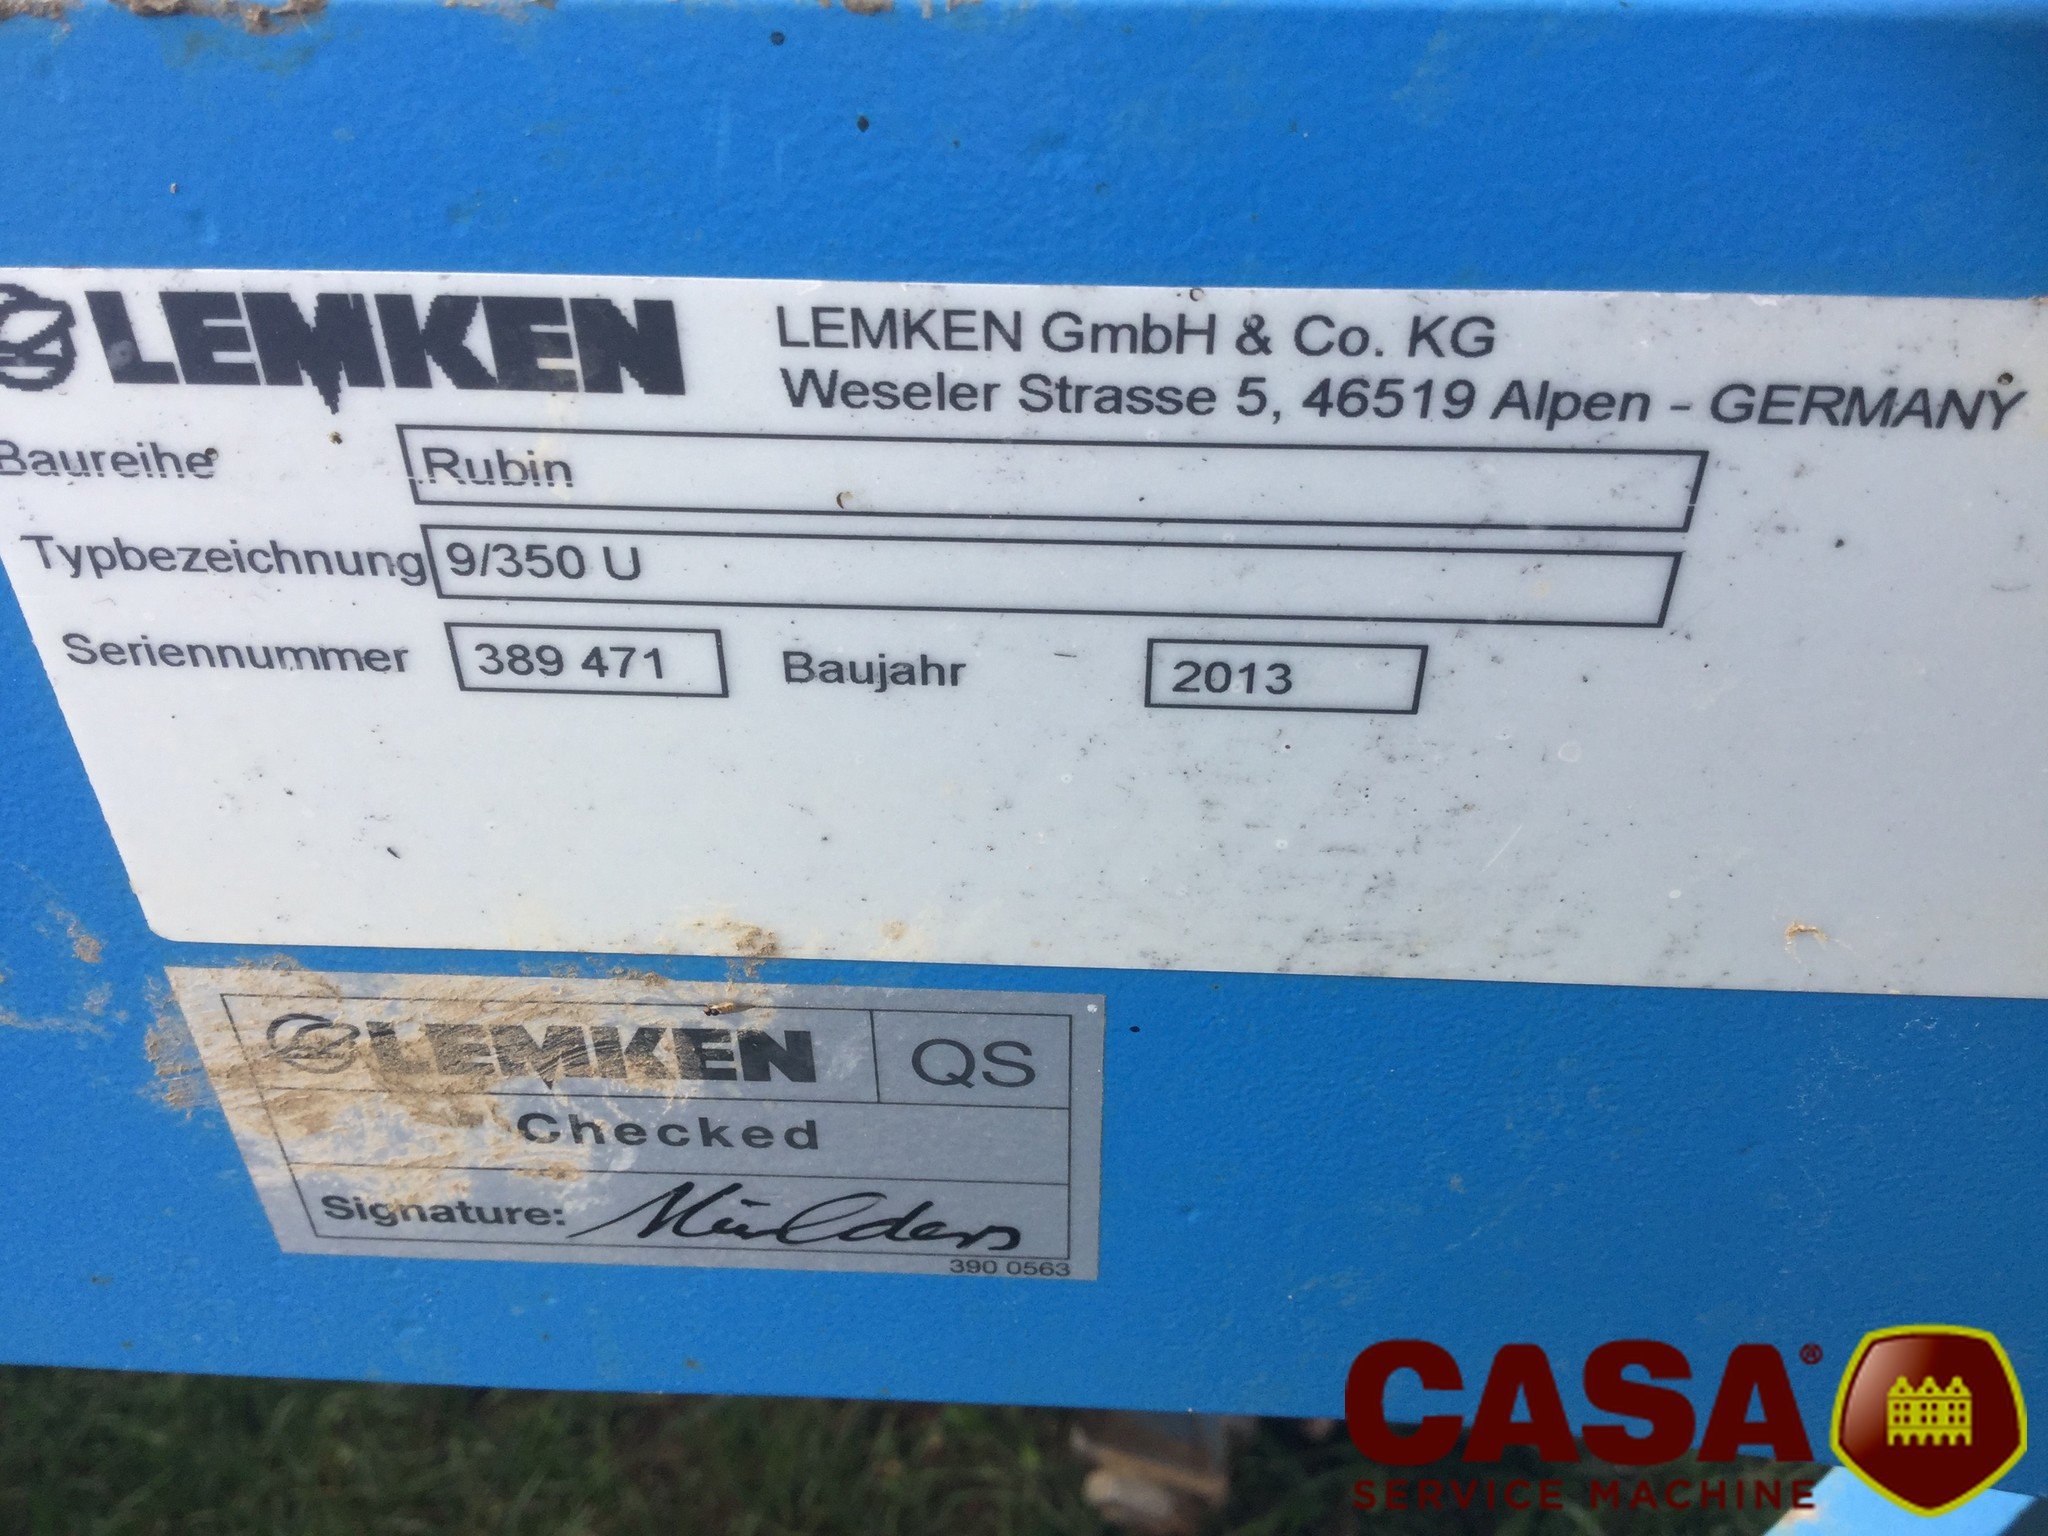 LEMKEN
LEMKEN GmbH & Co. KG
Weseler Strasse 5, 46519 Alpen - GERMANY
Baureihe Rubin
Typbezeichnung 9/350 U
Seriennummer 389 471 Baujahr 2013
LEMKEN QS
Checked
Signature: Mülders
390 0563
CASA®
SERVICE MACHINE